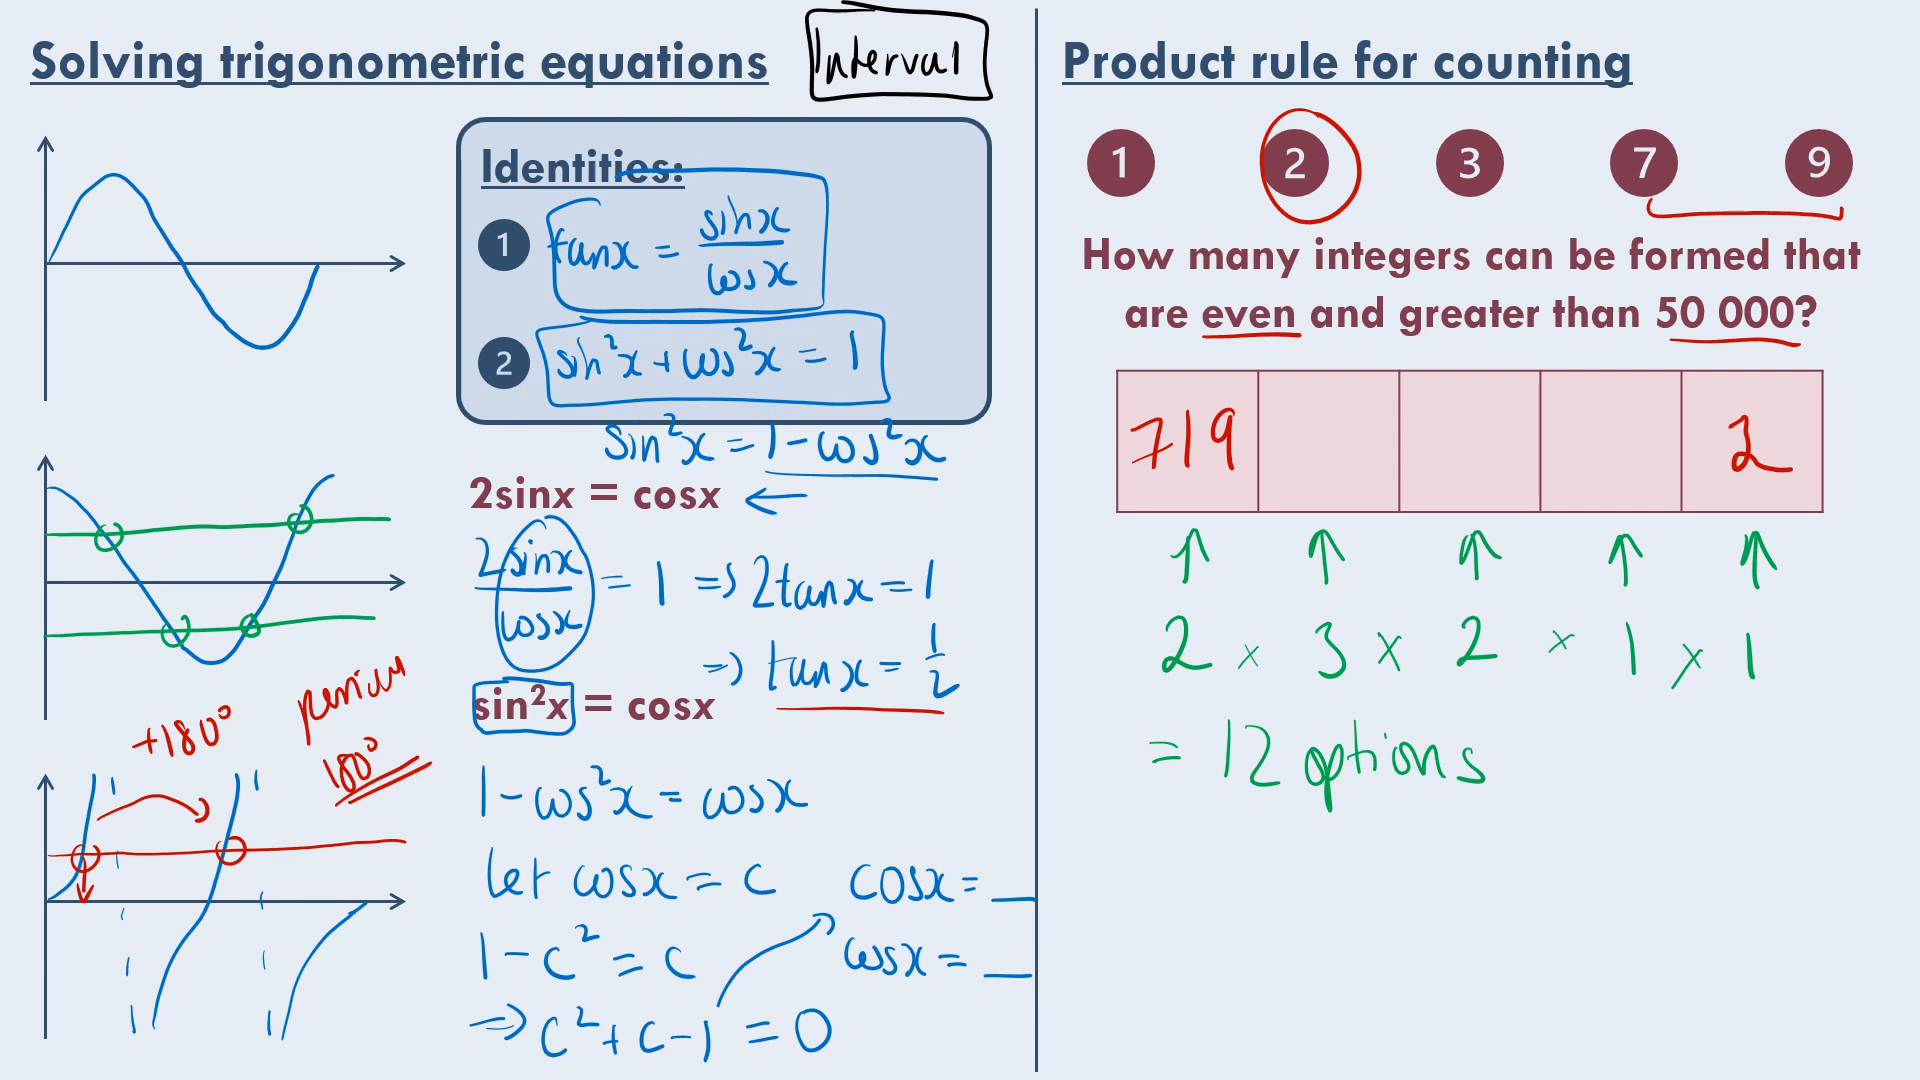 Solving trigonometric equations
Interval
Identities:
1 tanx = sinx/cosx
2 sin²x + cos²x = 1
sin²x = 1 - cos²x
2sinx = cosx ←
2sinx/cosx = 1 => 2tanx = 1
=> tanx = 1/2
sin²x = cosx
1 - cos²x = cosx
let cosx = c
1 - c² = c
=> c² + c - 1 = 0
cosx = __
cosx = __
+180°
180°
Product rule for counting
1 2 3 7 9
How many integers can be formed that
are even and greater than 50 000?
7 1 9 2
↑ ↑ ↑ ↑ ↑
2 × 3 × 2 × 1 × 1
= 12 options